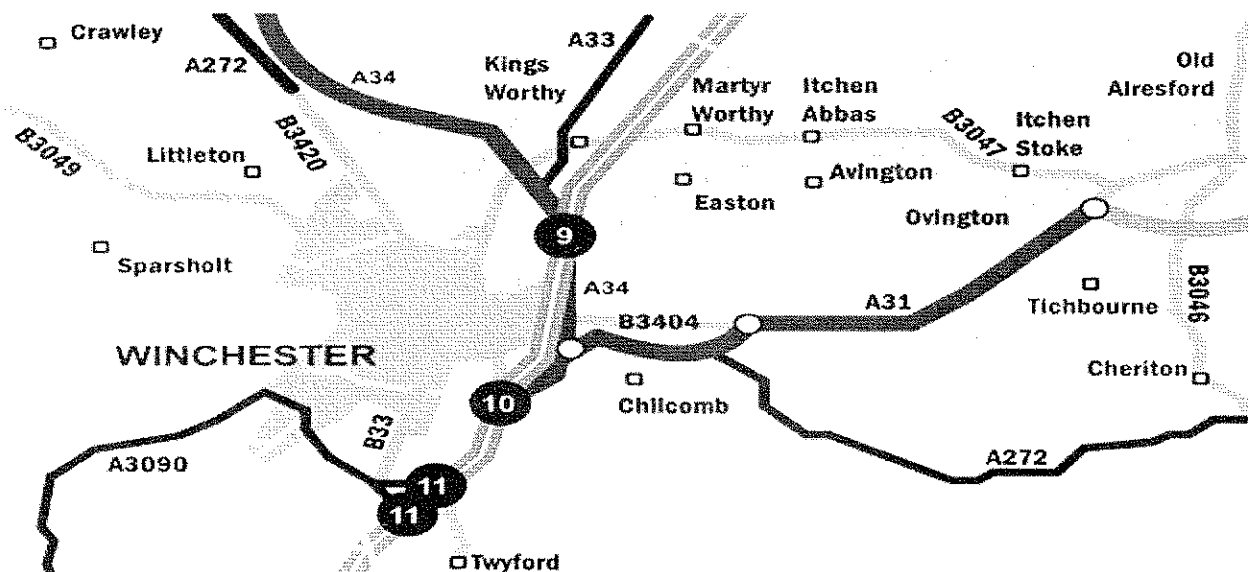 Crawley
A272
A34
Kings
Worthy
A33
Martyr
Worthy
Itchen
Abbas
Old
Alresford
B3049
Littleton
B3420
B3047
Itchen
Stoke
Easton
Avington
Ovington
9
Sparsholt
A34
B3404
A31
Tichbourne
B3046
WINCHESTER
10
Chilcomb
Cheriton
B33
A3090
A272
11
11
Twyford